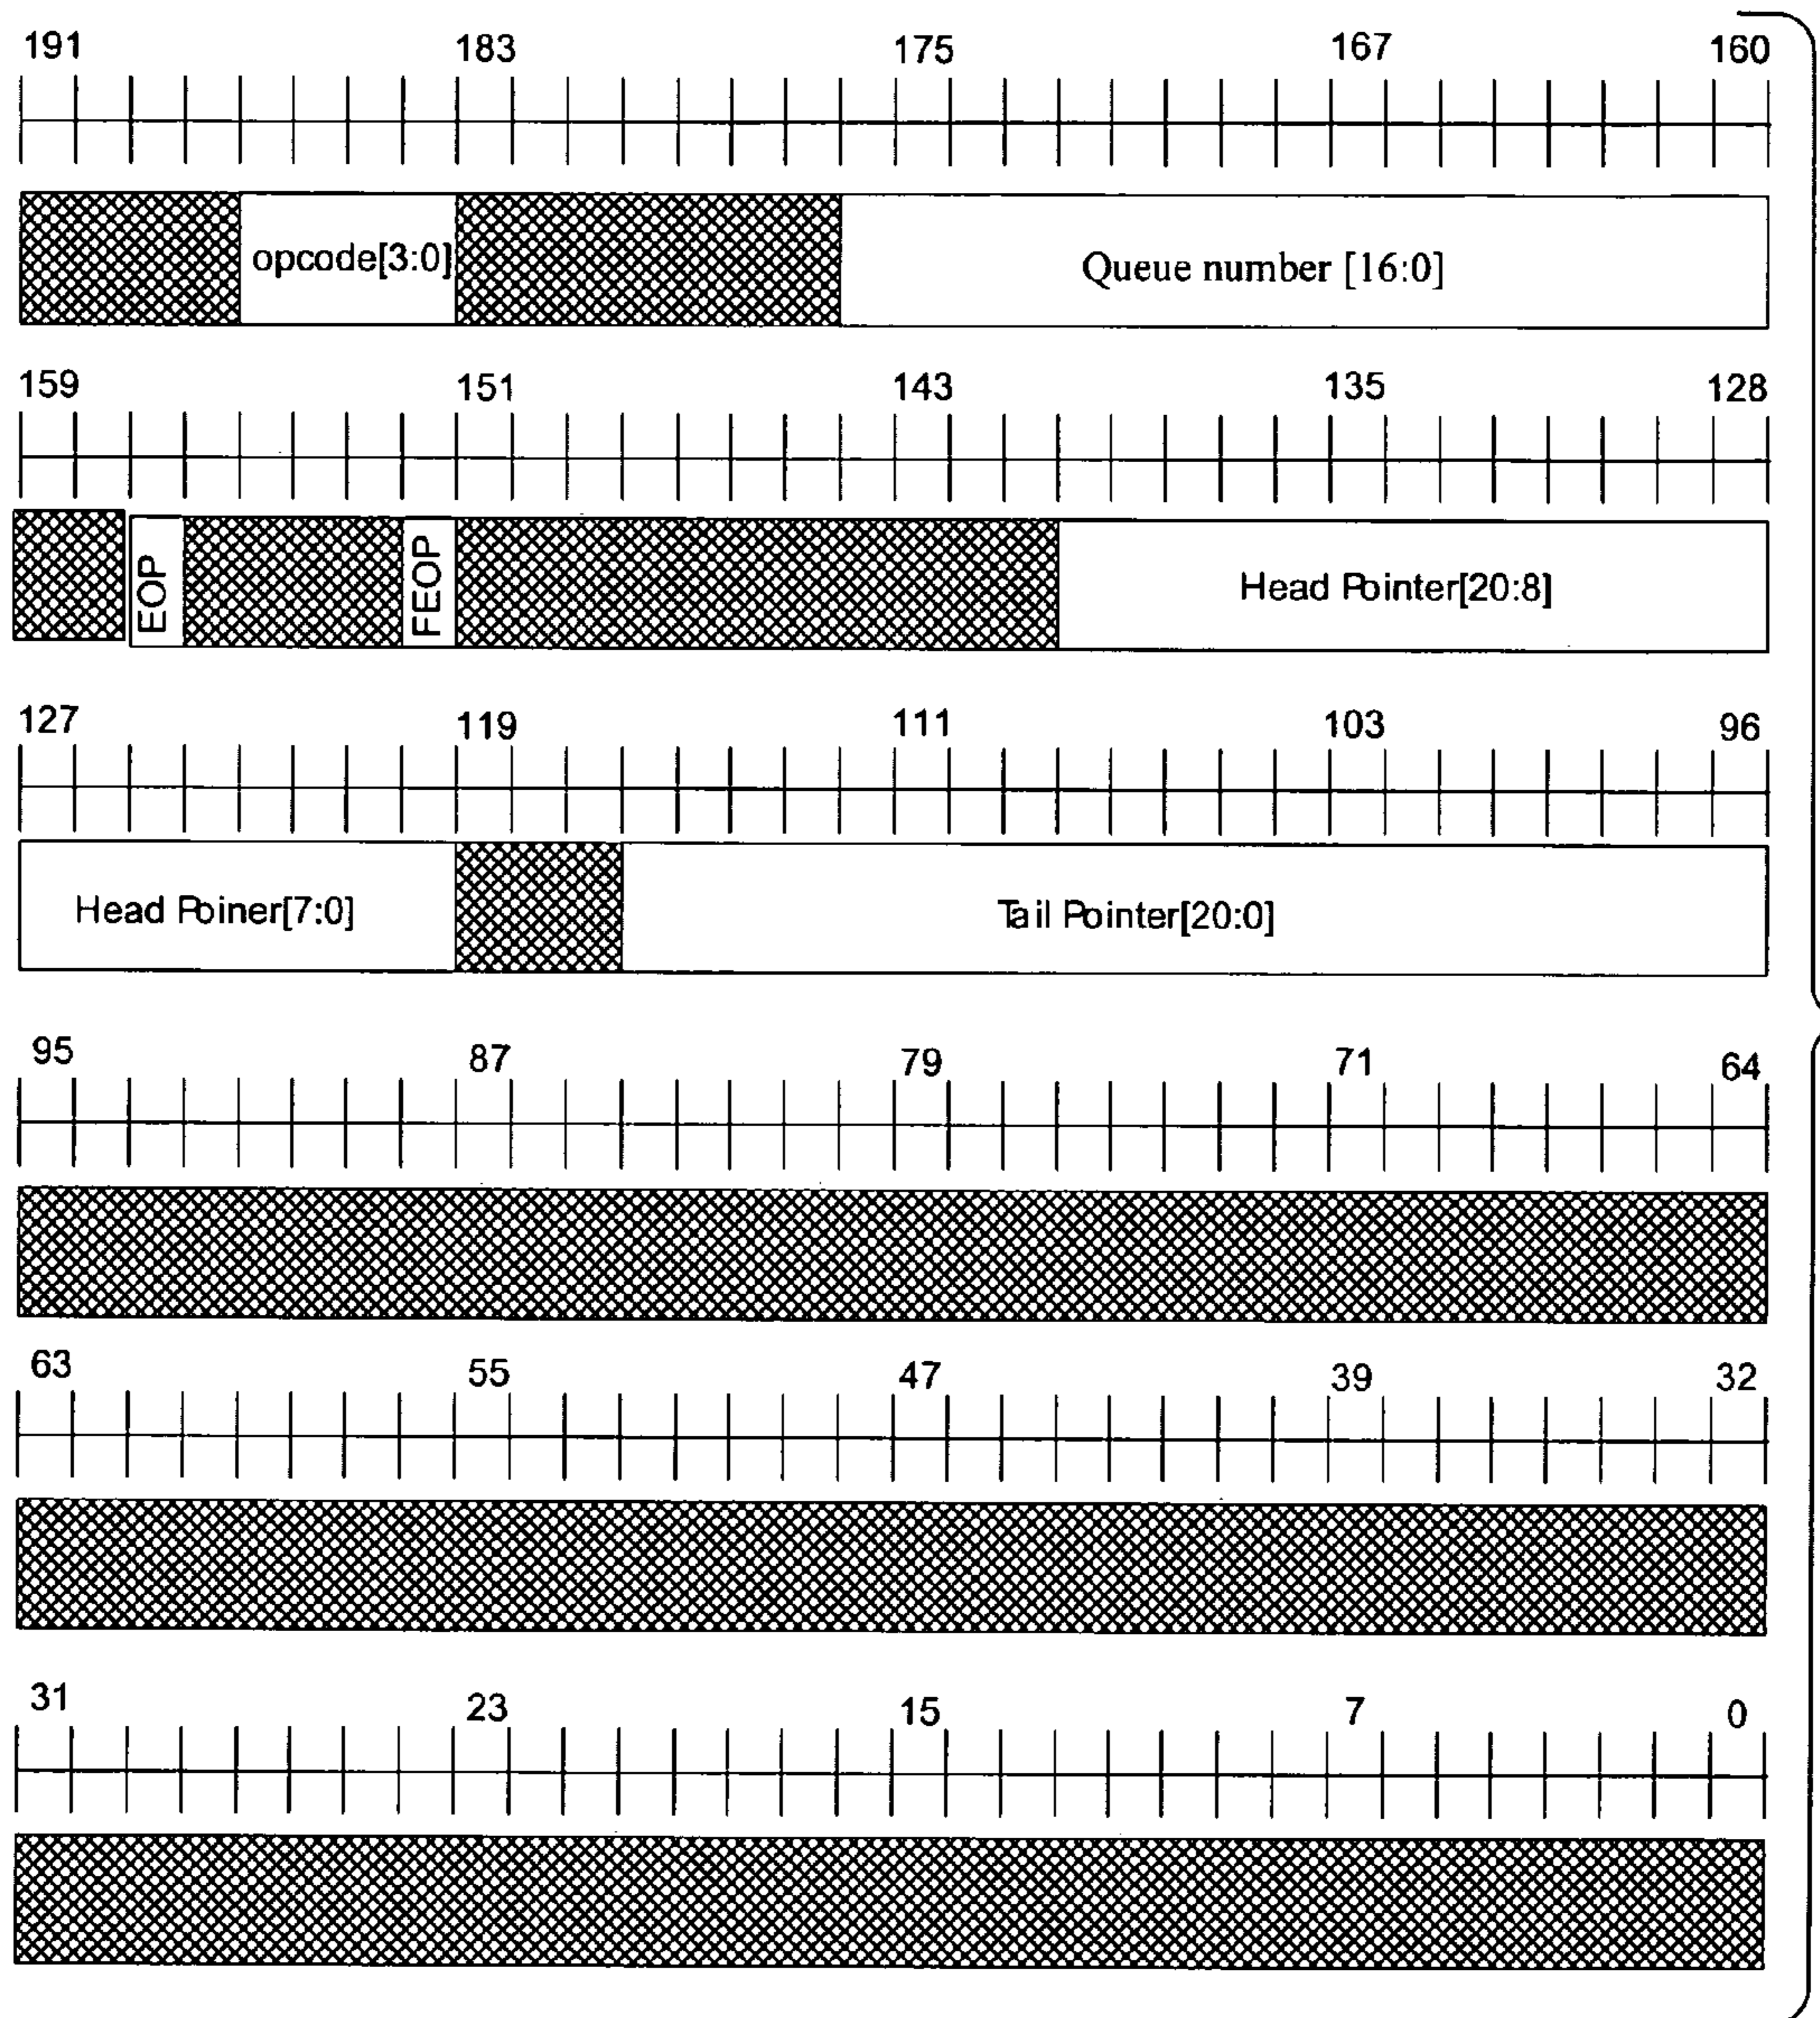 191 183 175 167 160
opcode[3:0] Queue number [16:0]
159 151 143 135 128
EOP FEOP Head Pointer[20:8]
127 119 111 103 96
Head Poiner[7:0] Tail Pointer[20:0]
95 87 79 71 64
63 55 47 39 32
31 23 15 7 0